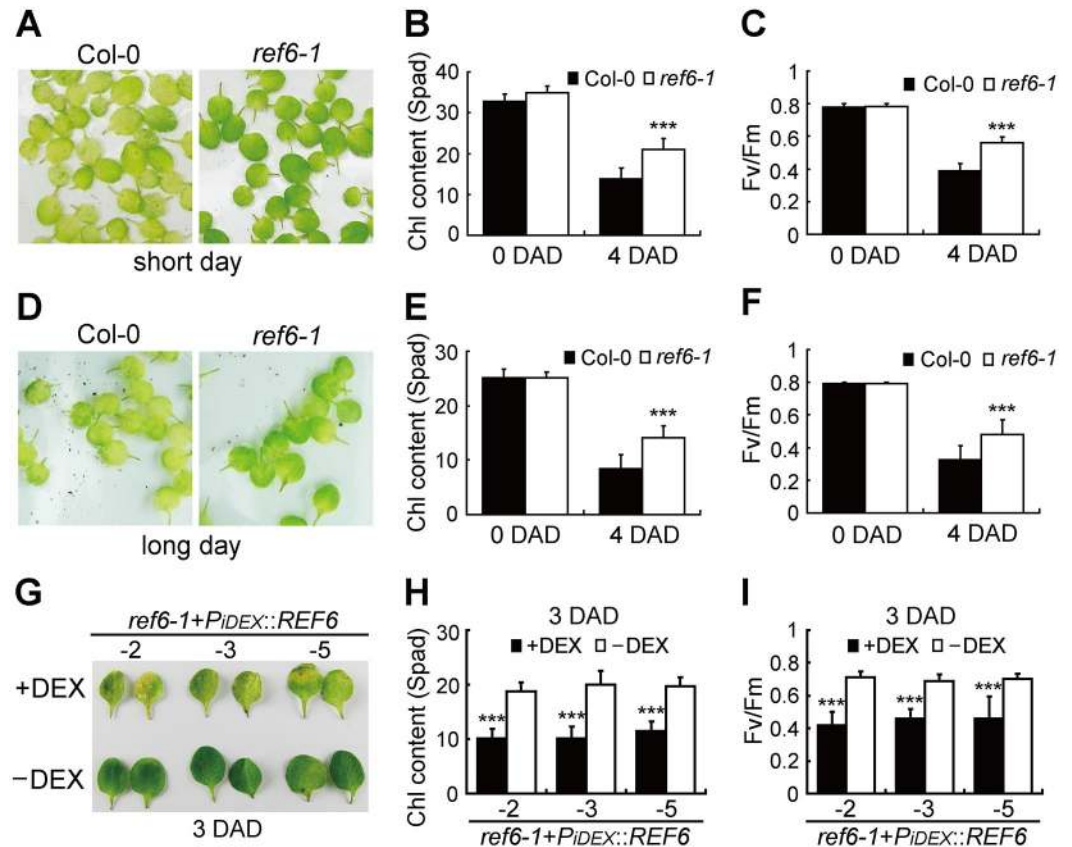 A
Col-0 ref6-1
short day
B
Chl content (Spad)
40
30
20
10
0
Col-0 ref6-1
***
0 DAD 4 DAD
C
Fv/Fm
1
0.8
0.6
0.4
0.2
0
Col-0 ref6-1
***
0 DAD 4 DAD
D
Col-0 ref6-1
long day
E
Chl content (Spad)
30
20
10
0
Col-0 ref6-1
***
0 DAD 4 DAD
F
Fv/Fm
1
0.8
0.6
0.4
0.2
0
Col-0 ref6-1
***
0 DAD 4 DAD
G
ref6-1+PiDEX::REF6
-2 -3 -5
+DEX
−DEX
3 DAD
H
3 DAD
Chl content (Spad)
30
20
10
0
+DEX −DEX
*** *** ***
-2 -3 -5
ref6-1+PiDEX::REF6
I
3 DAD
Fv/Fm
1
0.8
0.6
0.4
0.2
0
+DEX −DEX
*** *** ***
-2 -3 -5
ref6-1+PiDEX::REF6